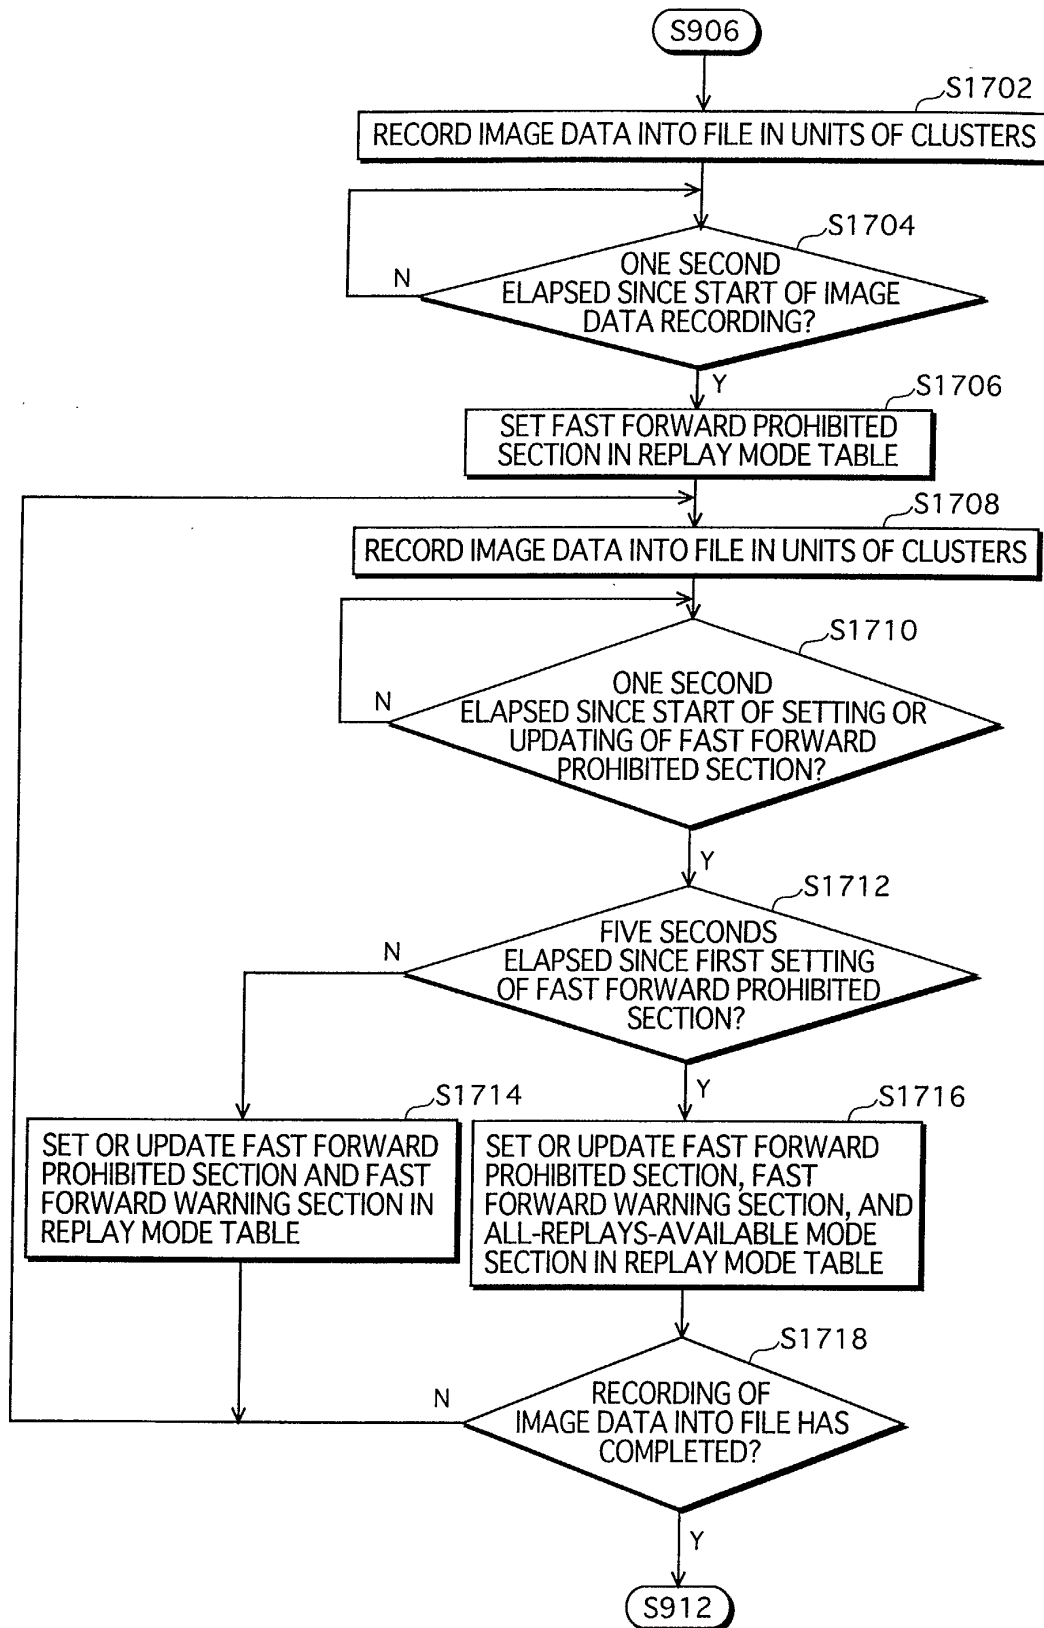 S906
S1702
RECORD IMAGE DATA INTO FILE IN UNITS OF CLUSTERS
S1704
ONE SECOND
ELAPSED SINCE START OF IMAGE
DATA RECORDING?
N
Y
S1706
SET FAST FORWARD PROHIBITED
SECTION IN REPLAY MODE TABLE
S1708
RECORD IMAGE DATA INTO FILE IN UNITS OF CLUSTERS
S1710
ONE SECOND
ELAPSED SINCE START OF SETTING OR
UPDATING OF FAST FORWARD
PROHIBITED SECTION?
N
Y
S1712
FIVE SECONDS
ELAPSED SINCE FIRST SETTING
OF FAST FORWARD PROHIBITED
SECTION?
N
Y
S1714
SET OR UPDATE FAST FORWARD
PROHIBITED SECTION AND FAST
FORWARD WARNING SECTION IN
REPLAY MODE TABLE
S1716
SET OR UPDATE FAST FORWARD
PROHIBITED SECTION, FAST
FORWARD WARNING SECTION, AND
ALL-REPLAYS-AVAILABLE MODE
SECTION IN REPLAY MODE TABLE
S1718
RECORDING OF
IMAGE DATA INTO FILE HAS
COMPLETED?
N
Y
S912